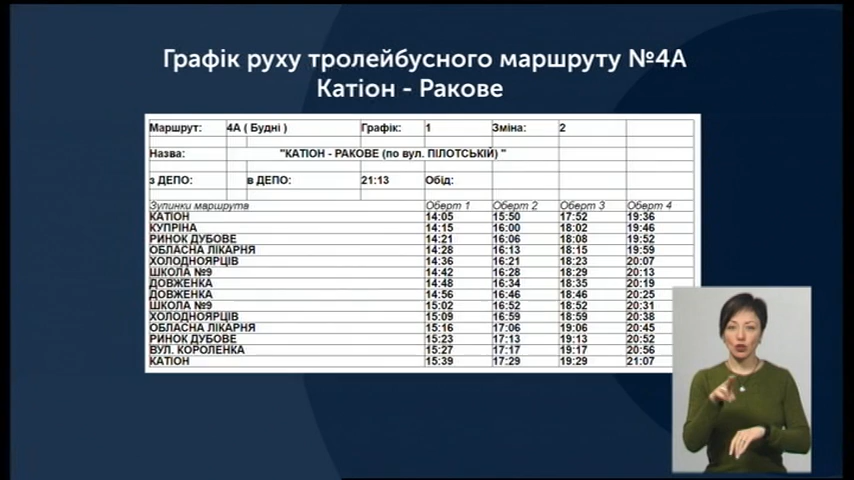 Графік руху тролейбусного маршруту №4А
Катіон - Ракове
Маршрут: 4А ( Будні ) Графік: 1 Зміна: 2
Назва: "КАТІОН - РАКОВЕ (по вул. ПІЛОТСЬКІЙ) "
з ДЕПО: в ДЕПО: 21:13 Обід:
Зупинки маршрута Оберт 1 Оберт 2 Оберт 3 Оберт 4
КАТІОН 14:05 15:50 17:52 19:36
КУПРІНА 14:15 16:00 18:02 19:46
РИНОК ДУБОВЕ 14:21 16:06 18:08 19:52
ОБЛАСНА ЛІКАРНЯ 14:28 16:13 18:15 19:59
ХОЛОДНОЯРЦІВ 14:36 16:21 18:23 20:07
ШКОЛА №9 14:42 16:28 18:29 20:13
ДОВЖЕНКА 14:48 16:34 18:35 20:19
ДОВЖЕНКА 14:56 16:46 18:46 20:25
ШКОЛА №9 15:02 16:52 18:52 20:31
ХОЛОДНОЯРЦІВ 15:09 16:59 18:59 20:38
ОБЛАСНА ЛІКАРНЯ 15:16 17:06 19:06 20:45
РИНОК ДУБОВЕ 15:23 17:13 19:13 20:52
ВУЛ. КОРОЛЕНКА 15:27 17:17 19:17 20:56
КАТІОН 15:39 17:29 19:29 21:07